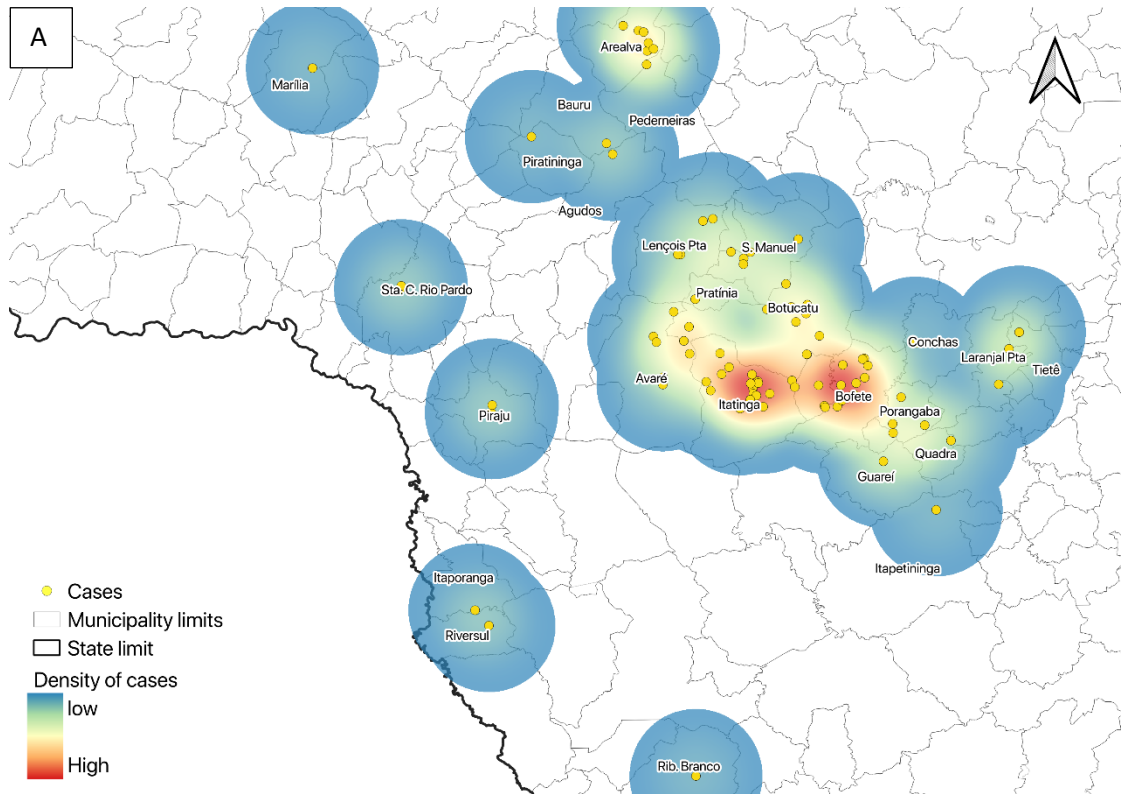 A
Arealva
Marília
Bauru
Pederneiras
Piratininga
Agudos
Lençois Pta
S. Manuel
Sta. C. Rio Pardo
Pratínia
Botucatu
Conchas
Laranjal Pta
Tietê
Avaré
Itatinga
Bofete
Piraju
Porangaba
Quadra
Guareí
Itapetininga
Itaporanga
Riversul
Rib. Branco
Cases
Municipality limits
State limit
Density of cases
low
High